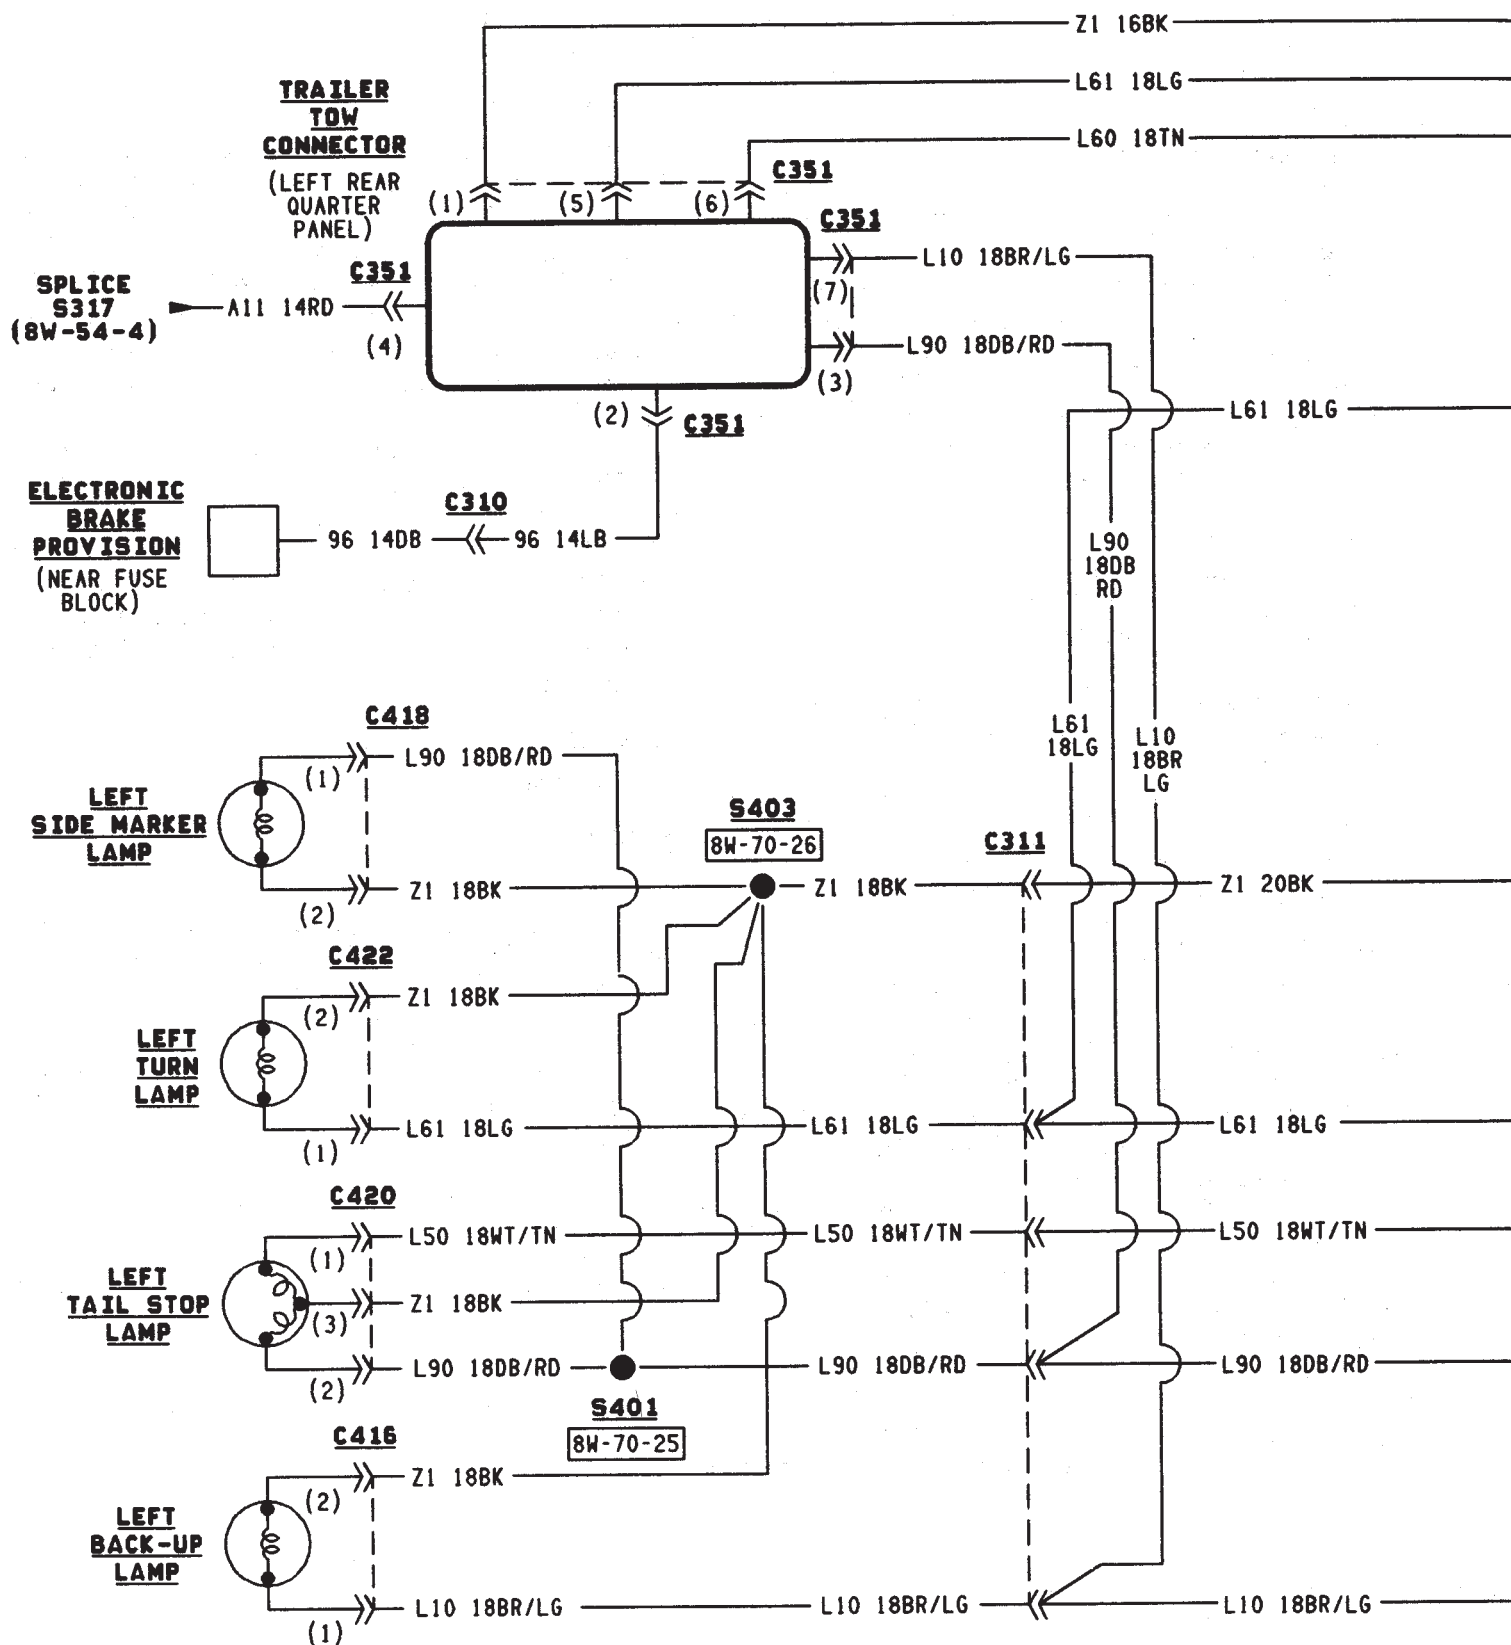 Z1 16BK
L61 18LG
TRAILER
TOW
CONNECTOR
(LEFT REAR
QUARTER
PANEL)
L60 18TN
C351
(1)
(5)
(6)
C351
C351
L10 18BR/LG
(7)
SPLICE
S317
(8W-54-4)
A11 14RD
(4)
L90 18DB/RD
(3)
(2)
C351
L61 18LG
ELECTRONIC
BRAKE
PROVISION
(NEAR FUSE
BLOCK)
C310
96 14DB
96 14LB
L90
18DB
RD
L61
18LG
L10
18BR
LG
C418
L90 18DB/RD
(1)
LEFT
SIDE MARKER
LAMP
S403
8W-70-26
C311
Z1 18BK
(2)
Z1 18BK
Z1 20BK
C422
Z1 18BK
(2)
LEFT
TURN
LAMP
L61 18LG
(1)
L61 18LG
L61 18LG
C420
L50 18WT/TN
(1)
L50 18WT/TN
L50 18WT/TN
LEFT
TAIL STOP
LAMP
Z1 18BK
(3)
L90 18DB/RD
(2)
L90 18DB/RD
L90 18DB/RD
S401
8W-70-25
C416
Z1 18BK
(2)
LEFT
BACK-UP
LAMP
L10 18BR/LG
(1)
L10 18BR/LG
L10 18BR/LG